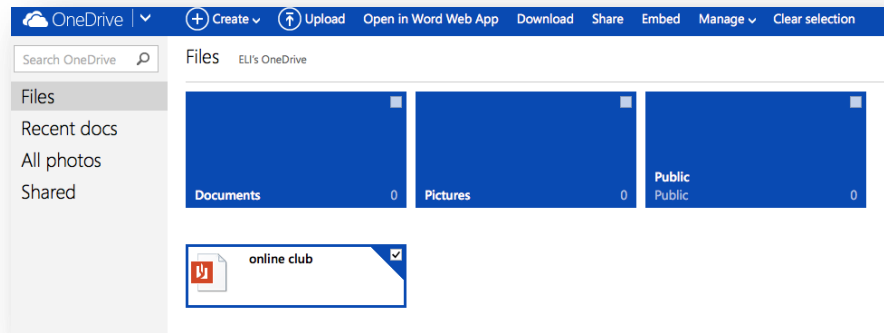 OneDrive Create Upload Open in Word Web App Download Share Embed Manage Clear selection
Search OneDrive
Files ELI's OneDrive
Files
Recent docs
All photos
Shared
Documents 0
Pictures 0
Public
Public 0
online club